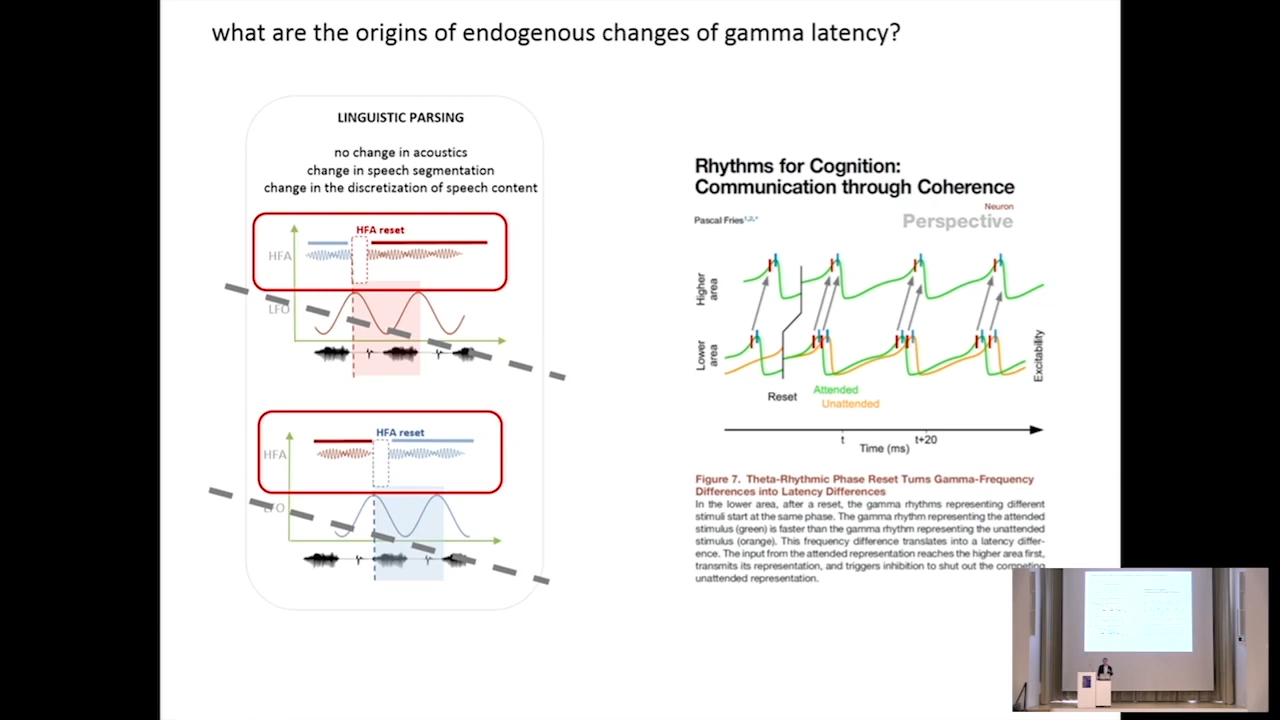 what are the origins of endogenous changes of gamma latency?
LINGUISTIC PARSING
no change in acoustics
change in speech segmentation
change in the discretization of speech content
HFA reset
HFA
LFO
HFA reset
HFA
LFO
Rhythms for Cognition:
Communication through Coherence
Neuron
Pascal Fries1,2,*
Perspective
Higher
area
Lower
area
Excitability
Reset
Attended
Unattended
t
t+20
Time (ms)
Figure 7. Theta-Rhythmic Phase Reset Turns Gamma-Frequency
Differences into Latency Differences
In the lower area, after a reset, the gamma rhythms representing different
stimuli start at the same phase. The gamma rhythm representing the attended
stimulus (green) is faster than the gamma rhythm representing the unattended
stimulus (orange). This frequency difference translates into a latency differ-
ence. The input from the attended representation reaches the higher area first,
transmits its representation, and triggers inhibition to shut out the competing
unattended representation.